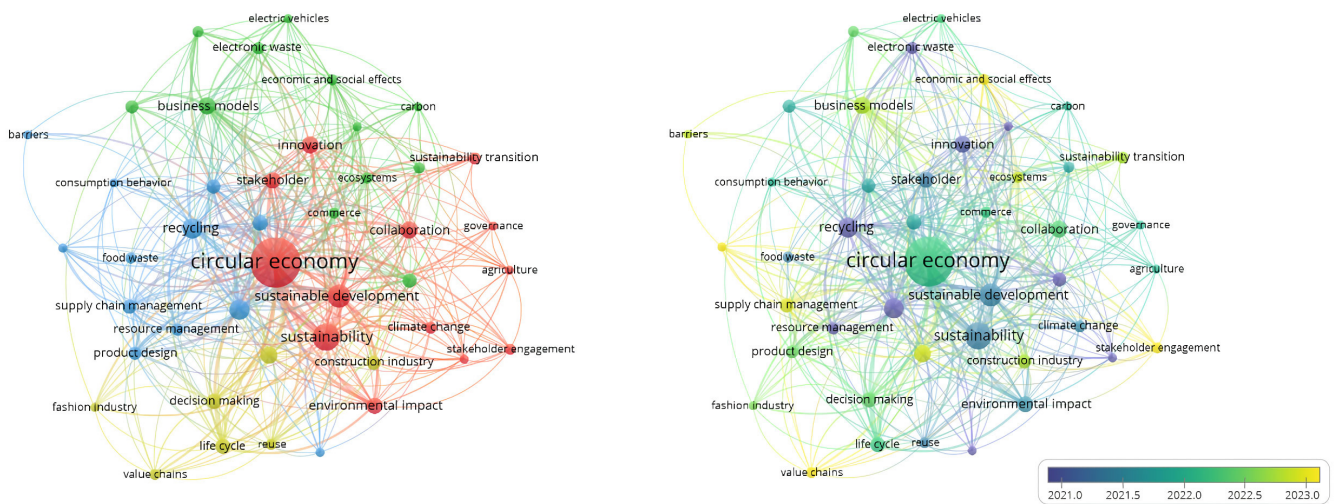 electric vehicles
electronic waste
economic and social effects
business models
carbon
barriers
innovation
sustainability transition
consumption behavior
stakeholder
ecosystems
recycling
commerce
collaboration
governance
food waste
circular economy
agriculture
sustainable development
supply chain management
resource management
sustainability
climate change
product design
stakeholder engagement
construction industry
fashion industry
decision making
environmental impact
life cycle
reuse
value chains
electric vehicles
electronic waste
economic and social effects
business models
carbon
barriers
innovation
sustainability transition
consumption behavior
stakeholder
ecosystems
recycling
commerce
collaboration
governance
food waste
circular economy
agriculture
sustainable development
supply chain management
resource management
sustainability
climate change
product design
stakeholder engagement
construction industry
fashion industry
decision making
environmental impact
life cycle
reuse
value chains
2021.0 2021.5 2022.0 2022.5 2023.0